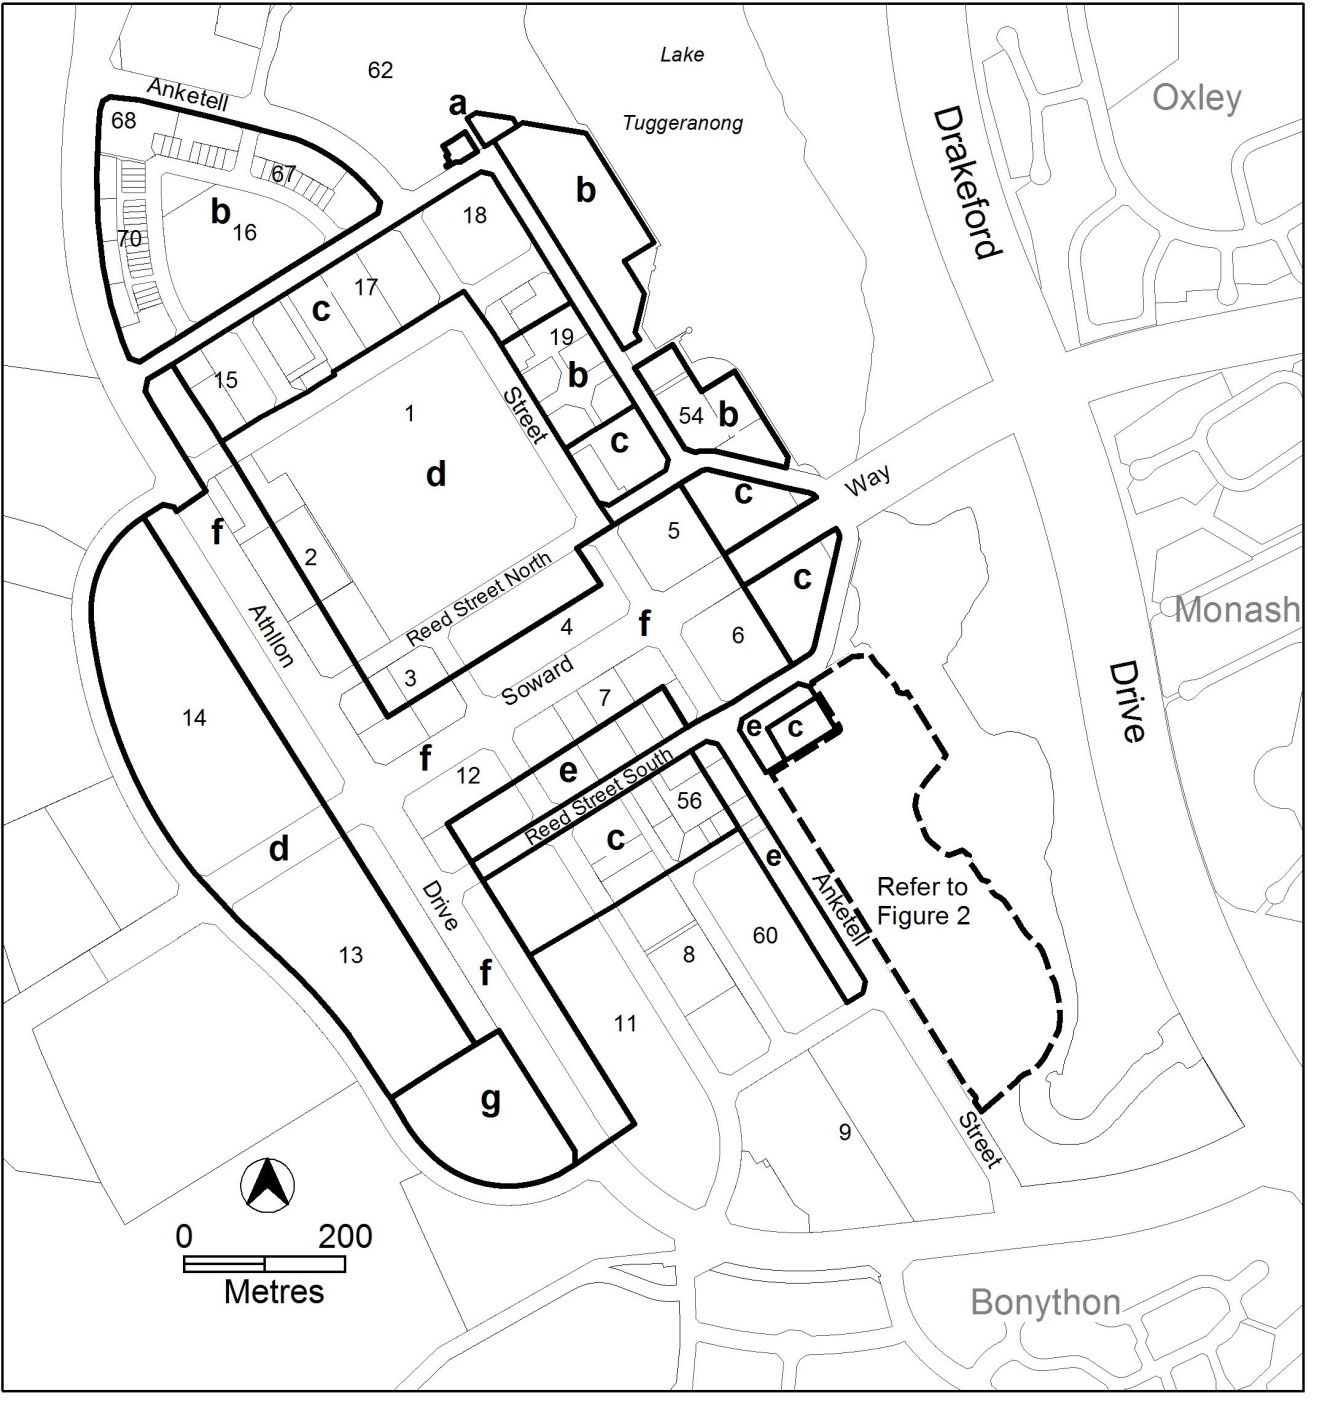 62
Lake
Tuggeranong
Oxley
Anketell
a
68
Drakeford
67
b
b
16
18
70
17
c
19
15
b
Street
1
54
b
c
d
Way
c
f
5
2
Reed Street North
c
Monash
Athllon
4
f
6
3
Soward
Drive
14
7
e
c
f
12
e
Reed Street South
56
c
d
e
Anketell
Refer to
Figure 2
Drive
60
13
8
f
11
g
9
Street
0 200
Metres
Bonython